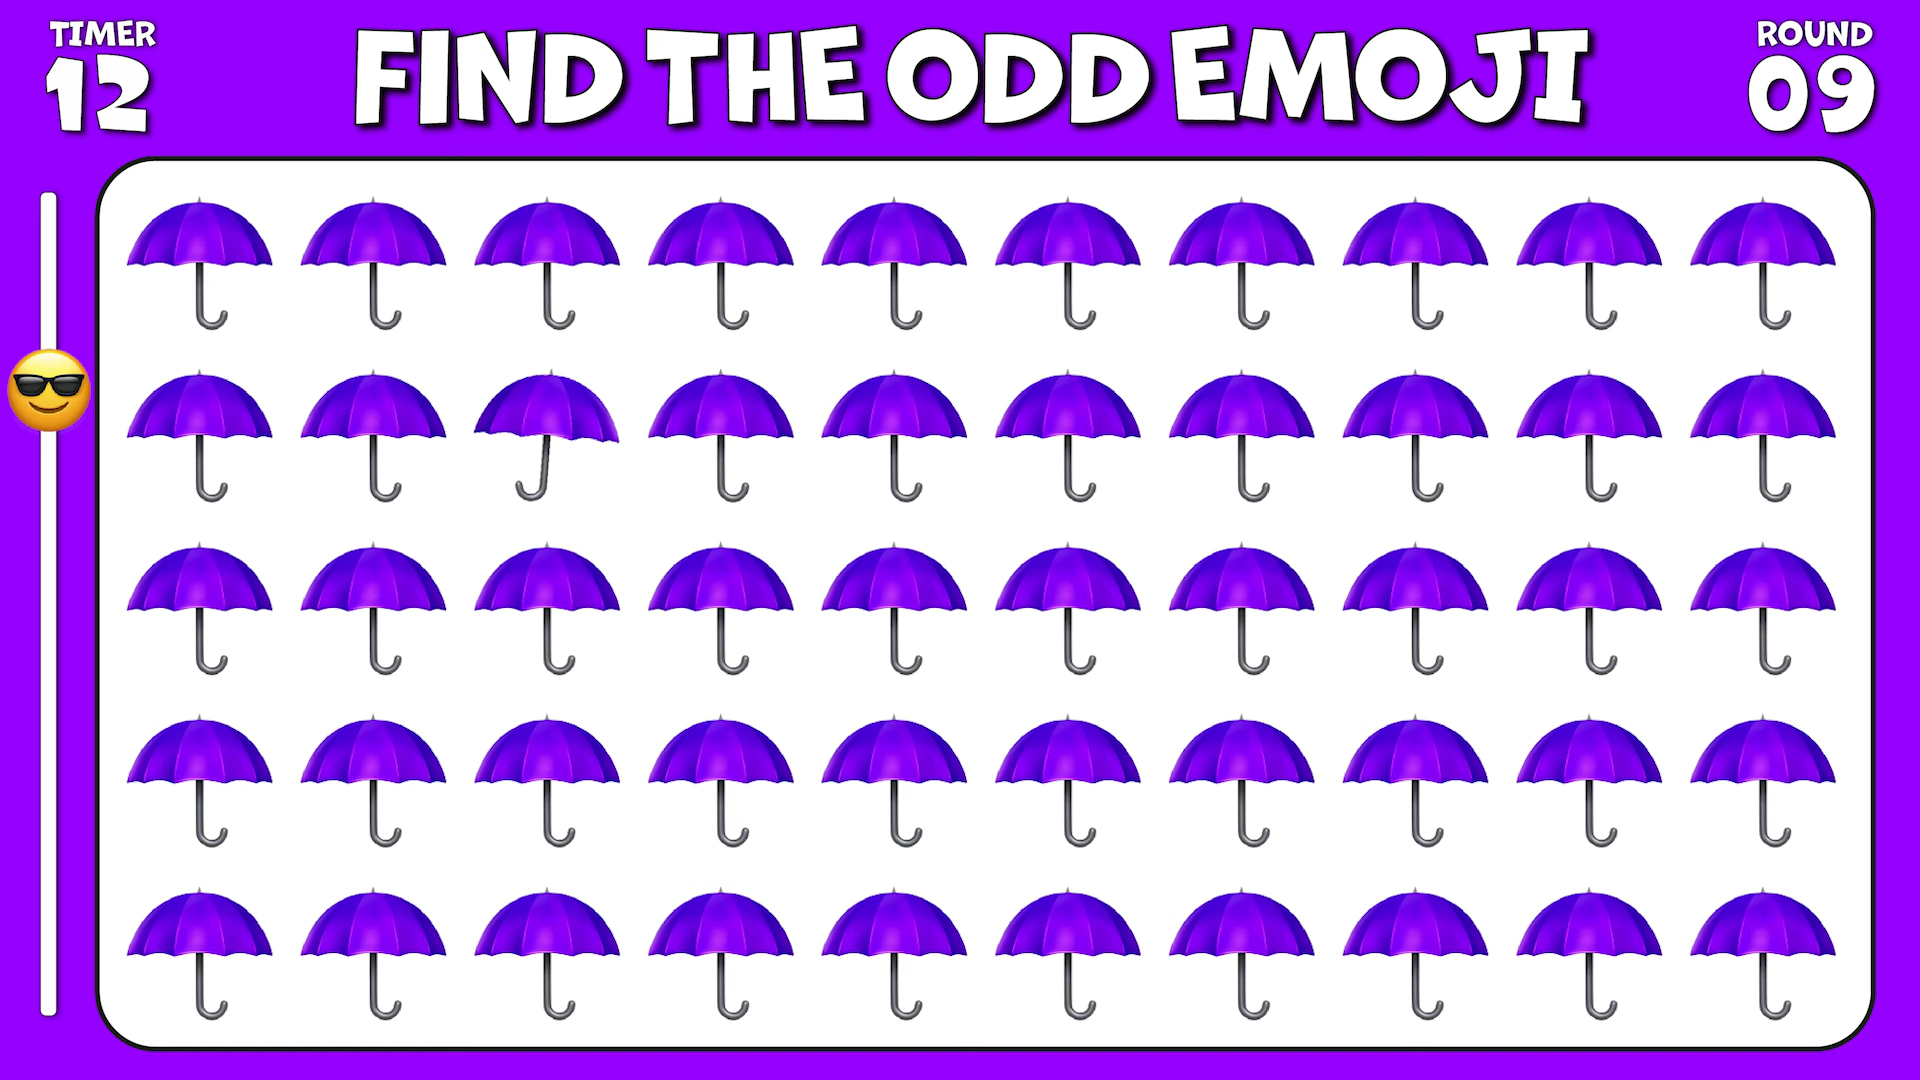 TIMER
12
FIND THE ODD EMOJI
ROUND
09